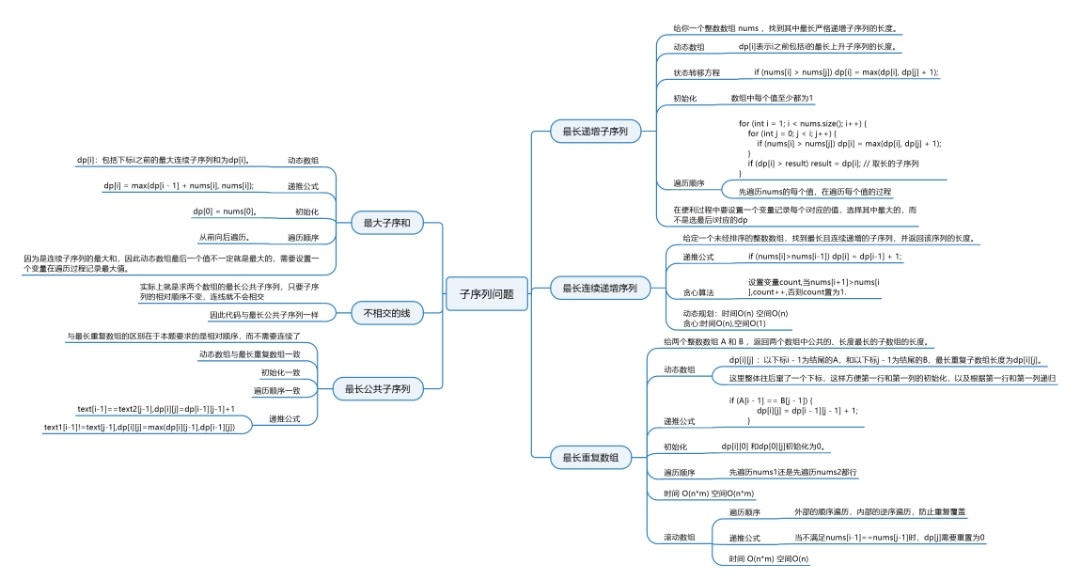 子序列问题
最长递增子序列
给你一个整数数组 nums ，找到其中最长严格递增子序列的长度。
动态数组
dp[i]表示i之前包括i的最长上升子序列的长度。
状态转移方程
if (nums[i] > nums[j]) dp[i] = max(dp[i], dp[j] + 1);
初始化
数组中每个值至少都为1
遍历顺序
for (int i = 1; i < nums.size(); i++) {
for (int j = 0; j < i; j++) {
if (nums[i] > nums[j]) dp[i] = max(dp[i], dp[j] + 1);
}
if (dp[i] > result) result = dp[i]; // 取长的子序列
}
先遍历nums的每个值，在遍历每个值的过程
在便利过程中要设置一个变量记录每个i对应的值，选择其中最大的，而
不是选最后i对应的dp
最长连续递增序列
给定一个未经排序的整数数组，找到最长且连续递增的子序列，并返回该序列的长度。
递推公式
if (nums[i]>nums[i-1]) dp[i] = dp[i-1] + 1;
贪心算法
设置变量count,当nums[i+1]>nums[i
],count++,否则count置为1.
动态规划：时间O(n) 空间O(n)
贪心:时间O(n),空间O(1)
最长重复数组
给两个整数数组 A 和 B ，返回两个数组中公共的、长度最长的子数组的长度。
动态数组
dp[i][j] ：以下标i - 1为结尾的A，和以下标j - 1为结尾的B，最长重复子数组长度为dp[i][j]。
这里整体往后窜了一个下标，这样方便第一行和第一列的初始化，以及根据第一行和第一列递归
递推公式
if (A[i - 1] == B[j - 1]) {
dp[i][j] = dp[i - 1][j - 1] + 1;
}
初始化
dp[i][0] 和dp[0][j]初始化为0。
遍历顺序
先遍历nums1还是先遍历nums2都行
时间 O(n*m) 空间O(n*m)
滚动数组
遍历顺序
外部的顺序遍历，内部的逆序遍历，防止重复覆盖
递推公式
当不满足nums[i-1]==nums[j-1]时，dp[j]需要重置为0
时间 O(n*m) 空间O(n)
最大子序和
动态数组
dp[i]：包括下标i之前的最大连续子序列和为dp[i]。
递推公式
dp[i] = max(dp[i - 1] + nums[i], nums[i]);
初始化
dp[0] = nums[0]。
遍历顺序
从前向后遍历。
因为是连续子序列的最大和，因此动态数组最后一个值不一定就是最大的，需要设置一
个变量在遍历过程记录最大值。
不相交的线
实际上就是求两个数组的最长公共子序列，只要子序
列的相对顺序不变，连线就不会相交
因此代码与最长公共子序列一样
最长公共子序列
与最长重复数组的区别在于本题要求的是相对顺序，而不需要连续了
动态数组与最长重复数组一致
初始化一致
遍历顺序一致
递推公式
text[i-1]==text2[j-1],dp[i][j]=dp[i-1][j-1]+1
text1[i-1]!=text[j-1],dp[i][j]=max(dp[i][j-1],dp[i-1][j])